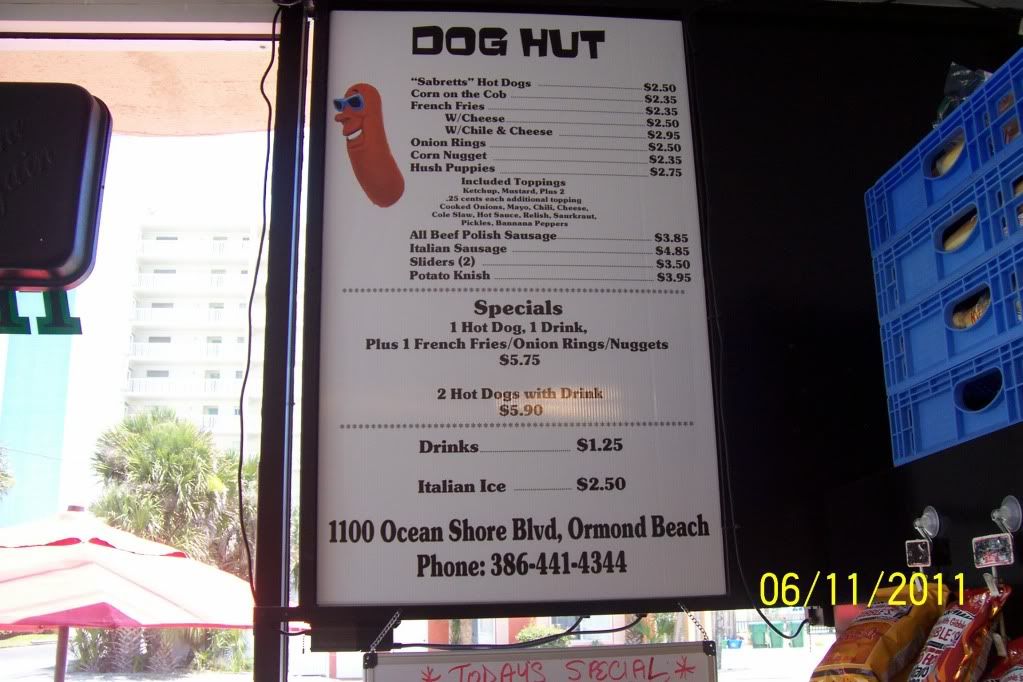 DOG HUT
"Sabretts" Hot Dogs $2.50
Corn on the Cob $2.35
French Fries $2.35
W/Cheese $2.50
W/Chile & Cheese $2.95
Onion Rings $2.50
Corn Nugget $2.35
Hush Puppies $2.75
Included Toppings
Ketchup, Mustard, Plus 2
.25 cents each additional topping
Cooked Onions, Mayo, Chili, Cheese,
Cole Slaw, Hot Sauce, Relish, Saurkraut,
Pickles, Bannana Peppers
All Beef Polish Sausage $3.85
Italian Sausage $4.85
Sliders (2) $3.50
Potato Knish $3.95
Specials
1 Hot Dog, 1 Drink,
Plus 1 French Fries/Onion Rings/Nuggets
$5.75
2 Hot Dogs with Drink
$5.90
Drinks $1.25
Italian Ice $2.50
1100 Ocean Shore Blvd, Ormond Beach
Phone: 386-441-4344
06/11/2011
*TODAY'S SPECIAL*